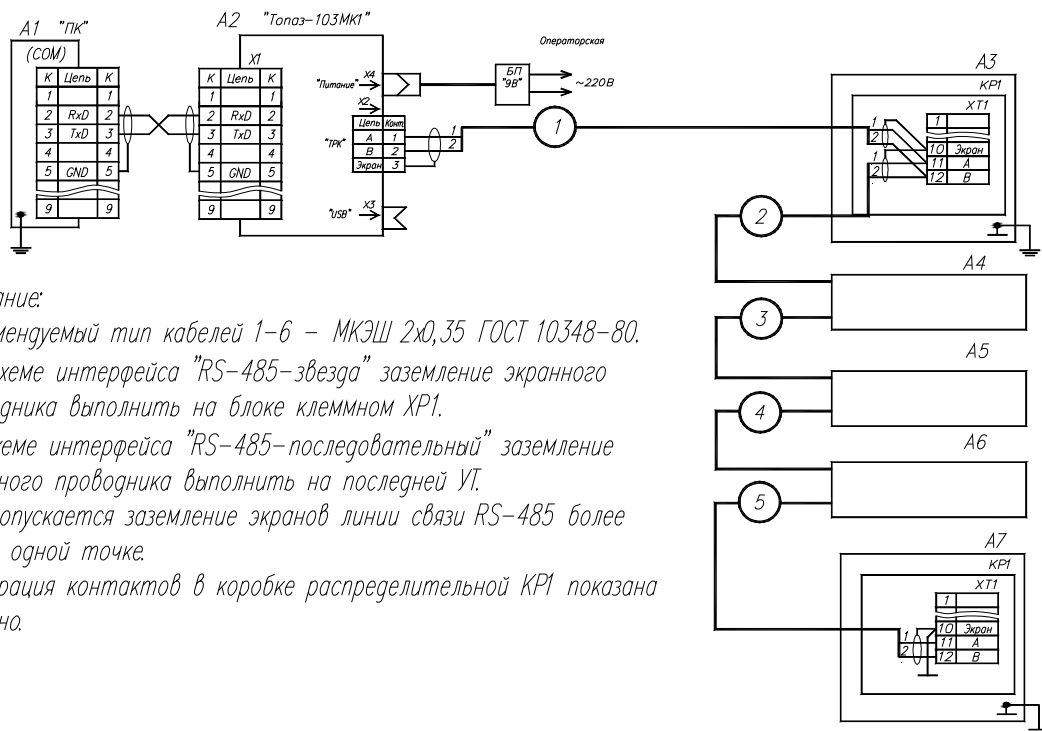 А1 "ПК"
(COM)
К Цепь К
1 1
2 RxD 2
3 TxD 3
4 4
5 GND 5
9 9
А2 "Топаз-103МК1"
X1
К Цепь К
1 1
2 RxD 2
3 TxD 3
4 4
5 GND 5
9 9
"Питание" X4
X2
Цепь Конт.
"ТРК" А 1
В 2
Экран 3
"USB" X3
1
2
Операторская
БП
"9В"
~220В
1
А3
КР1
XT1
1
10 Экран
11 А
12 В
1
2
1
2
2
А4
3
А5
4
А6
5
А7
КР1
XT1
1
10 Экран
11 А
12 В
1
2
ание:
мендуемый тип кабелей 1-6 - МКЭШ 2х0,35 ГОСТ 10348-80.
хеме интерфейса "RS-485-звезда" заземление экранного
дника выполнить на блоке клеммном ХР1.
хеме интерфейса "RS-485-последовательный" заземление
ного проводника выполнить на последней УТ.
опускается заземление экранов линии связи RS-485 более
одной точке.
рация контактов в коробке распределительной КР1 показана
но.